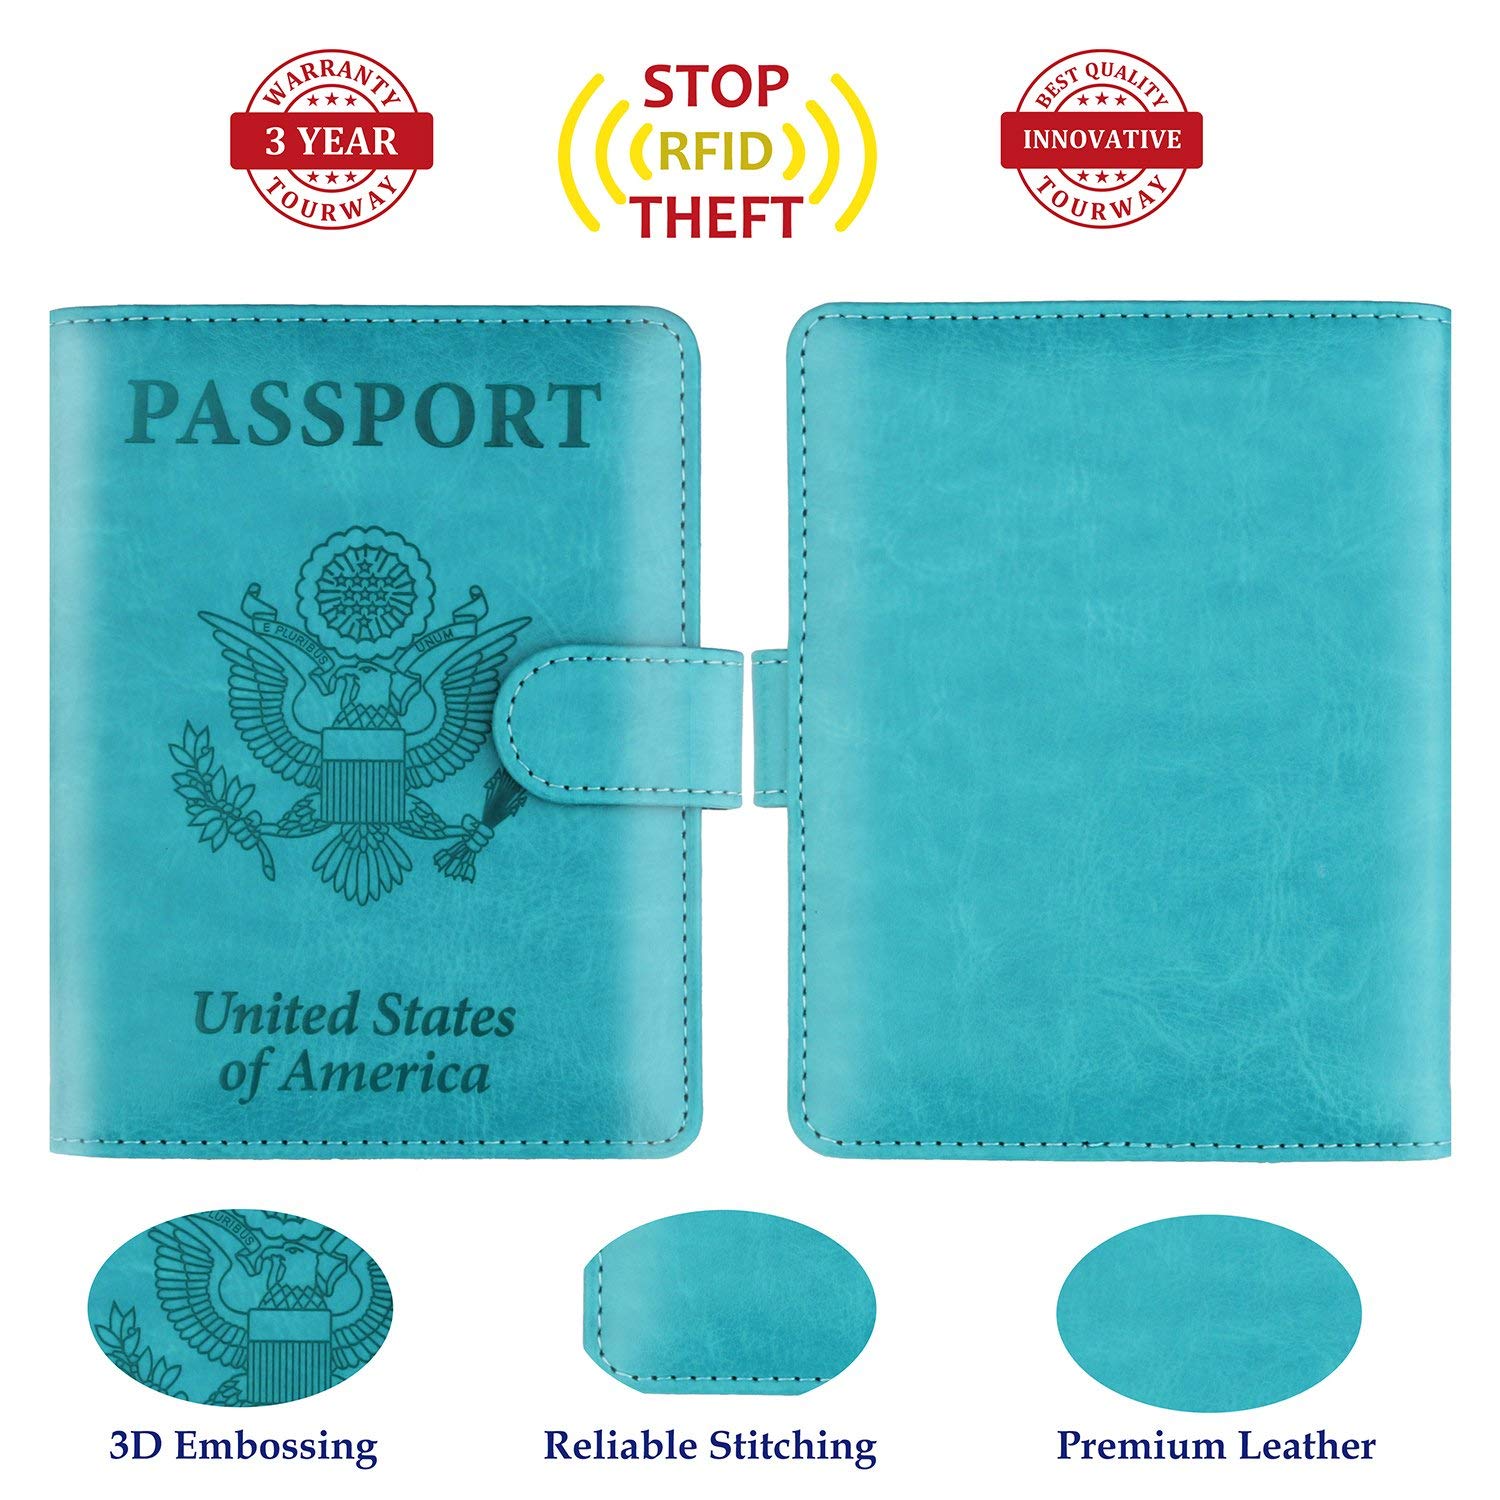 WARRANTY
3 YEAR
TOURWAY
STOP
RFID
THEFT
BEST QUALITY
INNOVATIVE
TOURWAY
PASSPORT
E PLURIBUS UNUM
United States
of America
LURIBUS
3D Embossing
Reliable Stitching
Premium Leather